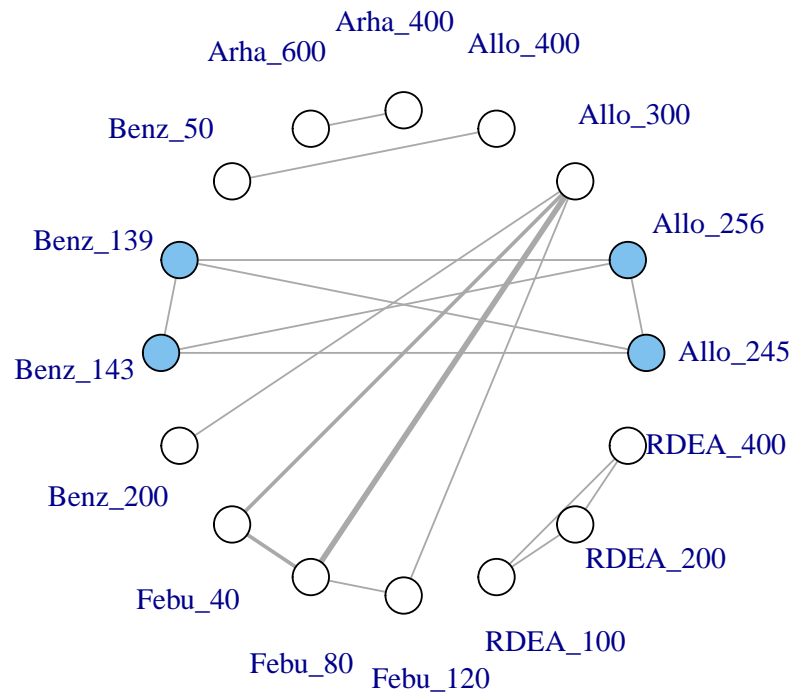 Arha_400
Arha_600
Allo_400
Benz_50
Allo_300
Benz_139
Allo_256
Benz_143
Allo_245
RDEA_400
Benz_200
RDEA_200
Febu_40
RDEA_100
Febu_80
Febu_120